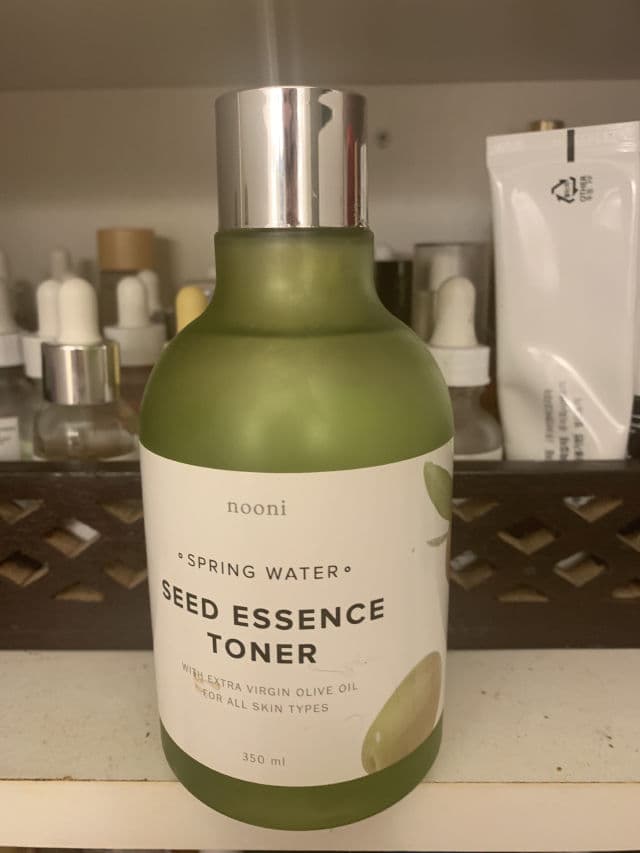 nooni
°SPRING WATER°
SEED ESSENCE
TONER
WITH EXTRA VIRGIN OLIVE OIL
FOR ALL SKIN TYPES
350 ml